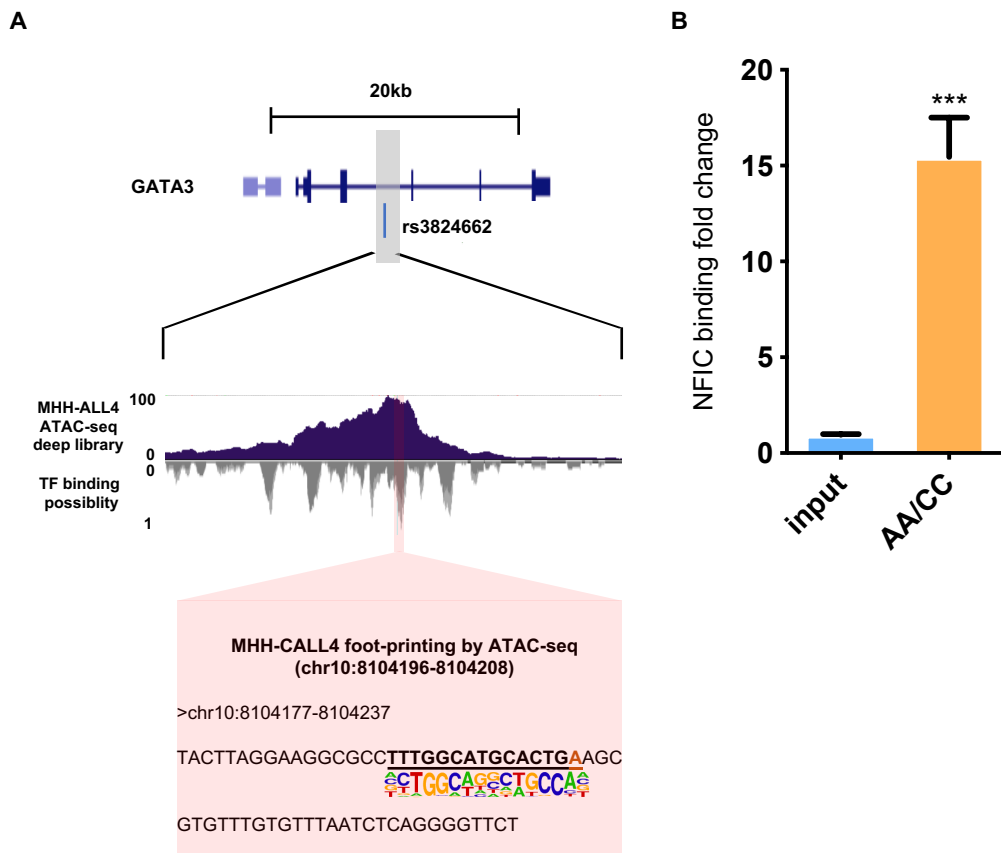 A
B
20kb
GATA3
rs3824662
MHH-ALL4
ATAC-seq
deep library
100
0
0
TF binding
possiblity
1
MHH-CALL4 foot-printing by ATAC-seq
(chr10:8104196-8104208)
>chr10:8104177-8104237
TACTTAGGAAGGCGCCTTTGGCATGCACTGAAGC
GTGTTTGTGTTTAATCTCAGGGGTTCT
NFIC binding fold change
20
15
10
5
0
***
input
AA/CC